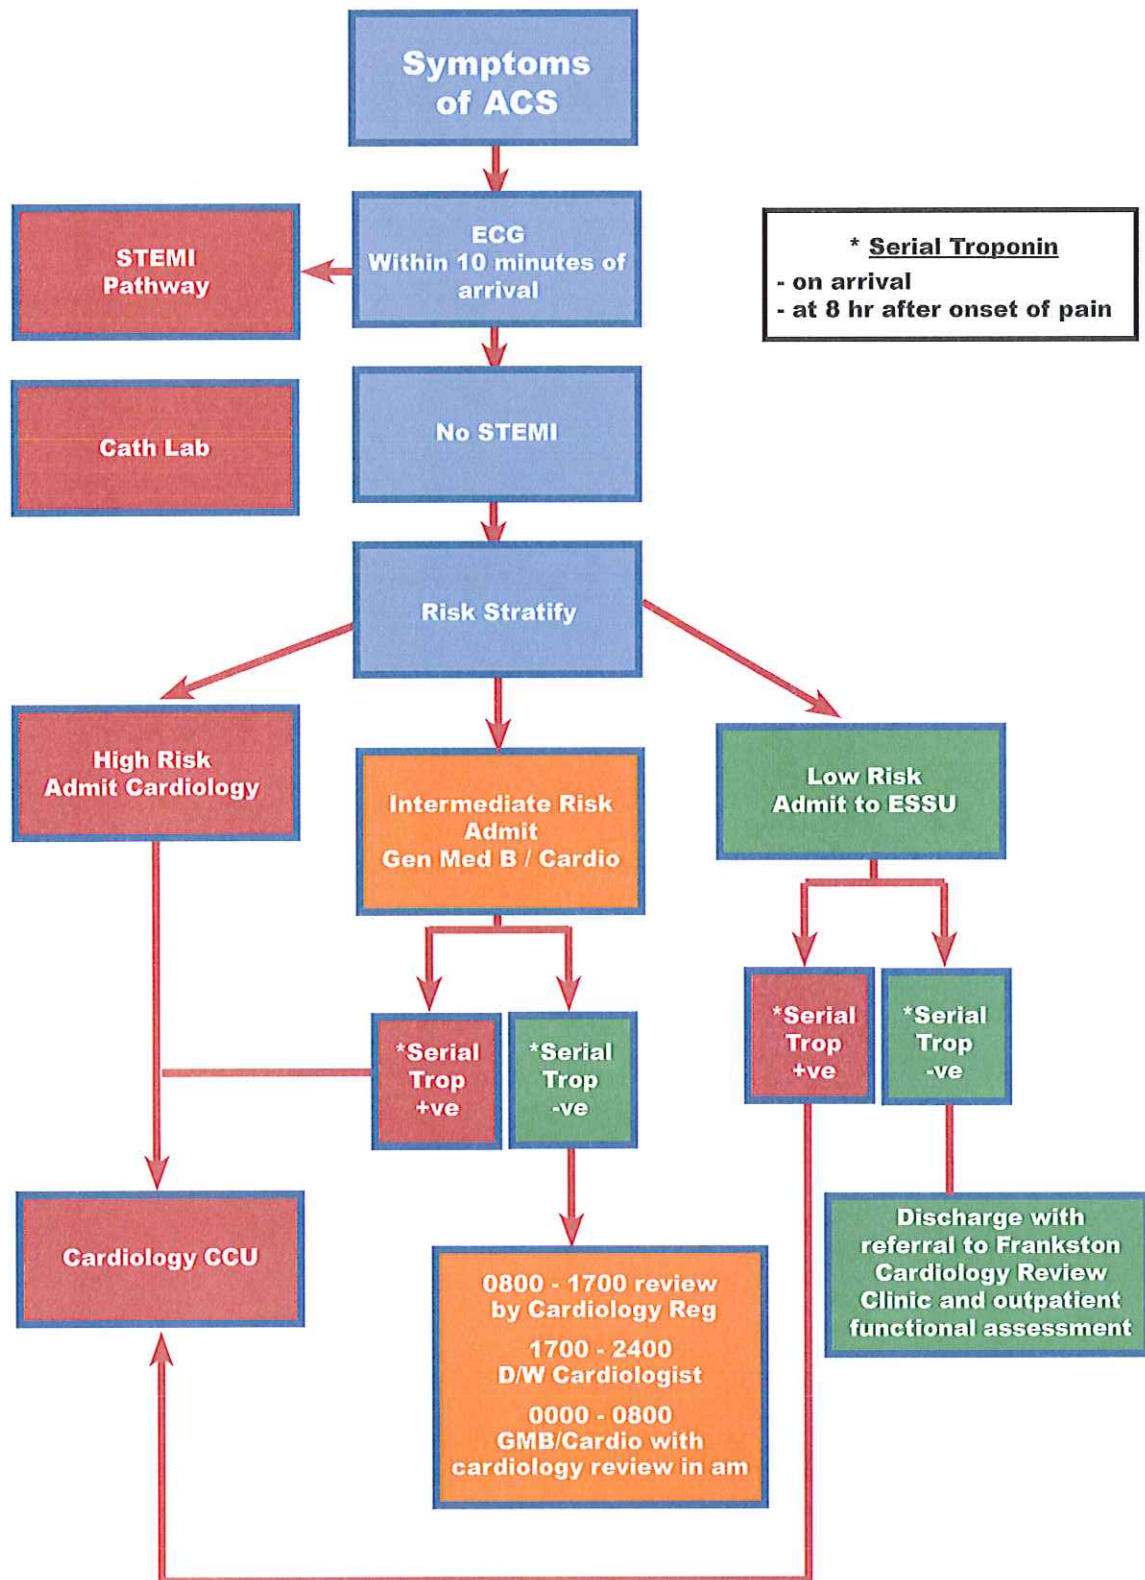 Symptoms
of ACS
ECG
Within 10 minutes of
arrival
STEMI
Pathway
* Serial Troponin
- on arrival
- at 8 hr after onset of pain
Cath Lab
No STEMI
Risk Stratify
High Risk
Admit Cardiology
Intermediate Risk
Admit
Gen Med B / Cardio
Low Risk
Admit to ESSU
*Serial
Trop
+ve
*Serial
Trop
-ve
*Serial
Trop
+ve
*Serial
Trop
-ve
Cardiology CCU
0800 - 1700 review
by Cardiology Reg
1700 - 2400
D/W Cardiologist
0000 - 0800
GMB/Cardio with
cardiology review in am
Discharge with
referral to Frankston
Cardiology Review
Clinic and outpatient
functional assessment